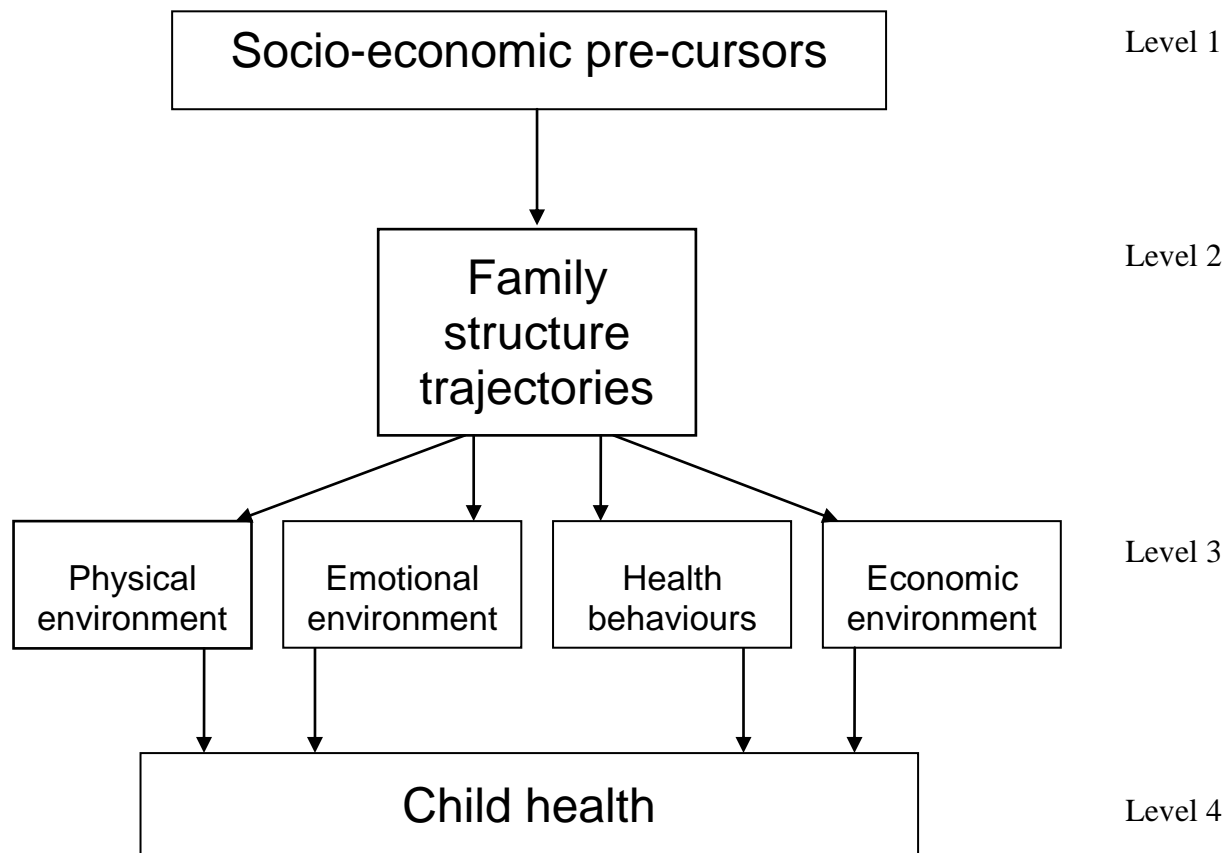 Socio-economic pre-cursors
Level 1
Family
structure
trajectories
Level 2
Physical
environment
Emotional
environment
Health
behaviours
Economic
environment
Level 3
Child health
Level 4